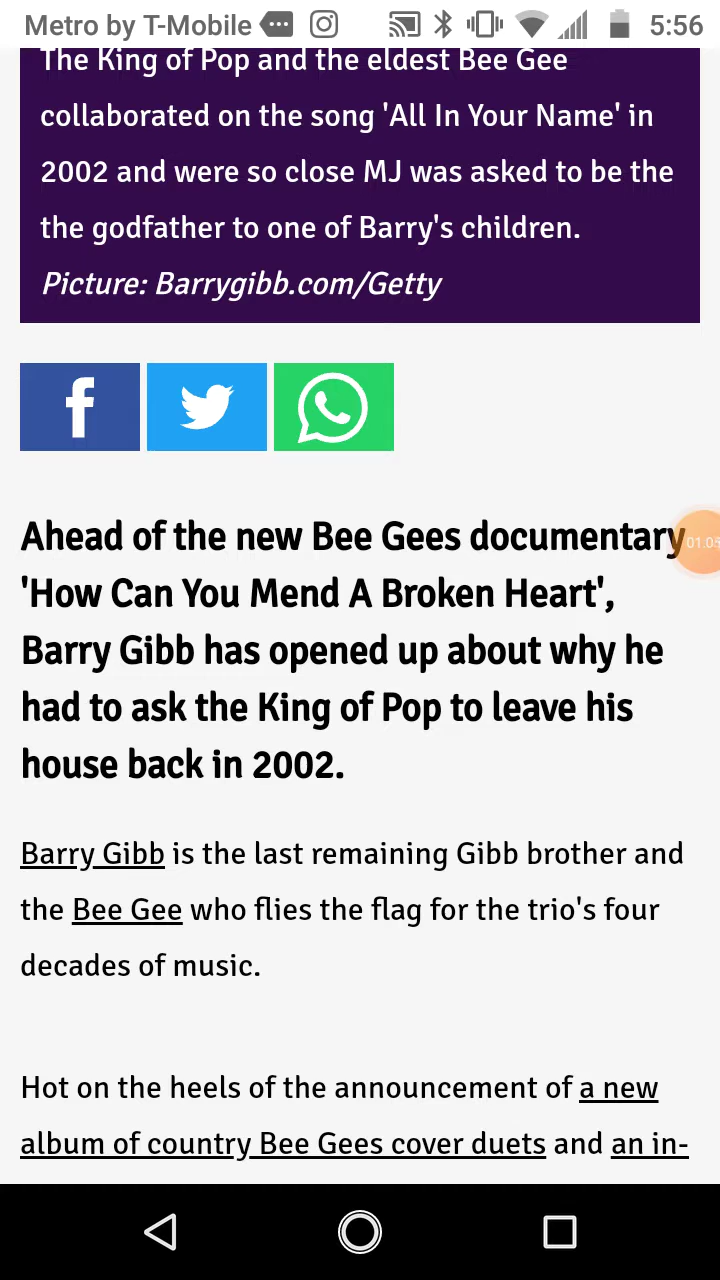 Metro by T-Mobile 5:56
The King of Pop and the eldest Bee Gee
collaborated on the song 'All In Your Name' in
2002 and were so close MJ was asked to be the
the godfather to one of Barry's children.
Picture: Barrygibb.com/Getty
Ahead of the new Bee Gees documentary
'How Can You Mend A Broken Heart',
Barry Gibb has opened up about why he
had to ask the King of Pop to leave his
house back in 2002.
Barry Gibb is the last remaining Gibb brother and
the Bee Gee who flies the flag for the trio's four
decades of music.
Hot on the heels of the announcement of a new
album of country Bee Gees cover duets and an in-